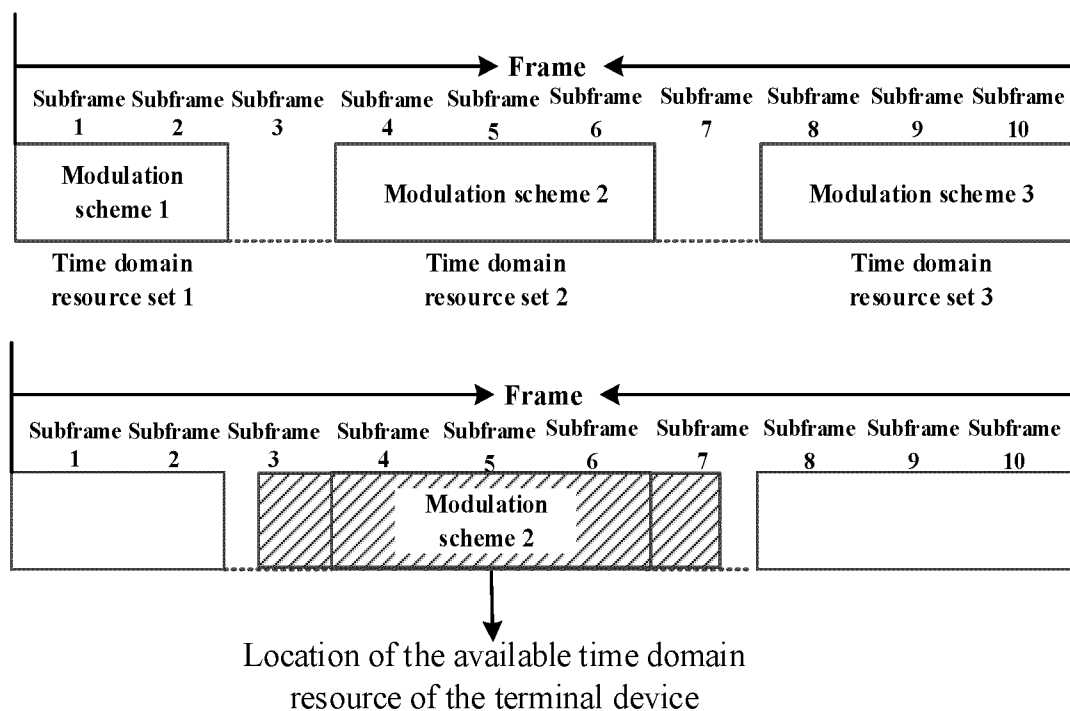 Frame
Subframe Subframe Subframe Subframe Subframe Subframe Subframe Subframe Subframe Subframe
1 2 3 4 5 6 7 8 9 10
Modulation scheme 1
Modulation scheme 2
Modulation scheme 3
Time domain resource set 1
Time domain resource set 2
Time domain resource set 3
Frame
Subframe Subframe Subframe Subframe Subframe Subframe Subframe Subframe Subframe Subframe
1 2 3 4 5 6 7 8 9 10
Modulation
scheme 2
Location of the available time domain
resource of the terminal device